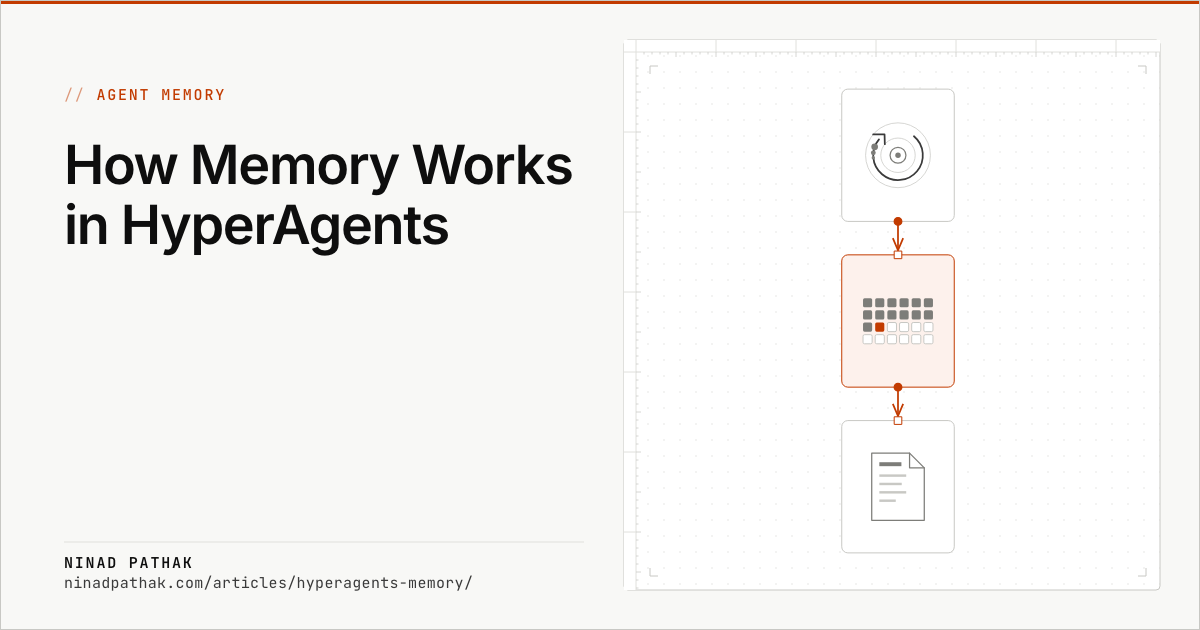 // AGENT MEMORY
How Memory Works
in HyperAgents
NINAD PATHAK
ninadpathak.com/articles/hyperagents-memory/